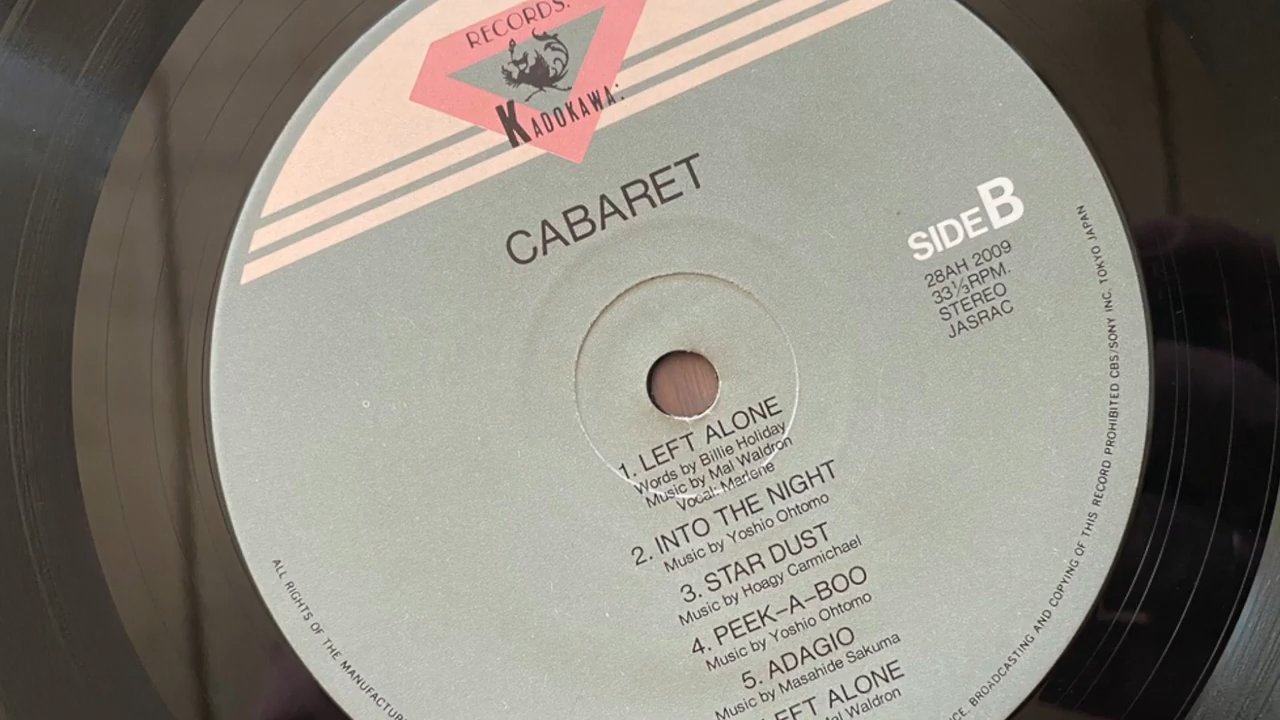 RECORDS.
KADOKAWA:
CABARET
SIDE B
28AH 2009
33⅓RPM.
STEREO
JASRAC
1. LEFT ALONE
Words by Billie Holiday
Music by Mal Waldron
Vocal: Marlene
2. INTO THE NIGHT
Music by Yoshio Ohtomo
3. STAR DUST
Music by Hoagy Carmichael
4. PEEK–A–BOO
Music by Yoshio Ohtomo
5. ADAGIO
Music by Masahide Sakuma
LEFT ALONE
Mal Waldron
ALL RIGHTS OF THE MANUFACTUR
BROADCASTING AND COPYING OF THIS RECORD PROHIBITED CBS/SONY INC. TOKYO JAPAN